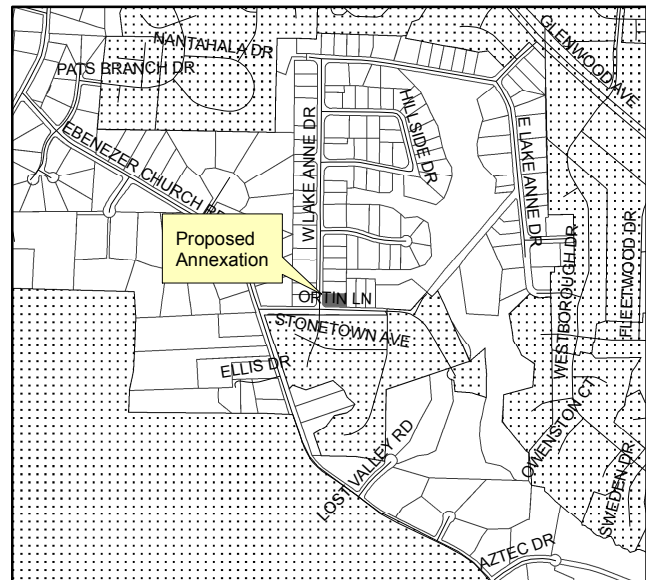 NANTAHALA DR
PATS BRANCH DR
GLENWOOD AVE
EBENEZER CHURCH RD
W LAKE ANNE DR
HILL SIDE DR
E LAKE ANNE DR
Proposed
Annexation
ORTIN LN
STONETOWN AVE
WESTBOROUGH DR
FLEETWOOD DR
ELLIS DR
OWENSTON CT
LOST VALLEY RD
SWEDEN DR
AZTEC DR